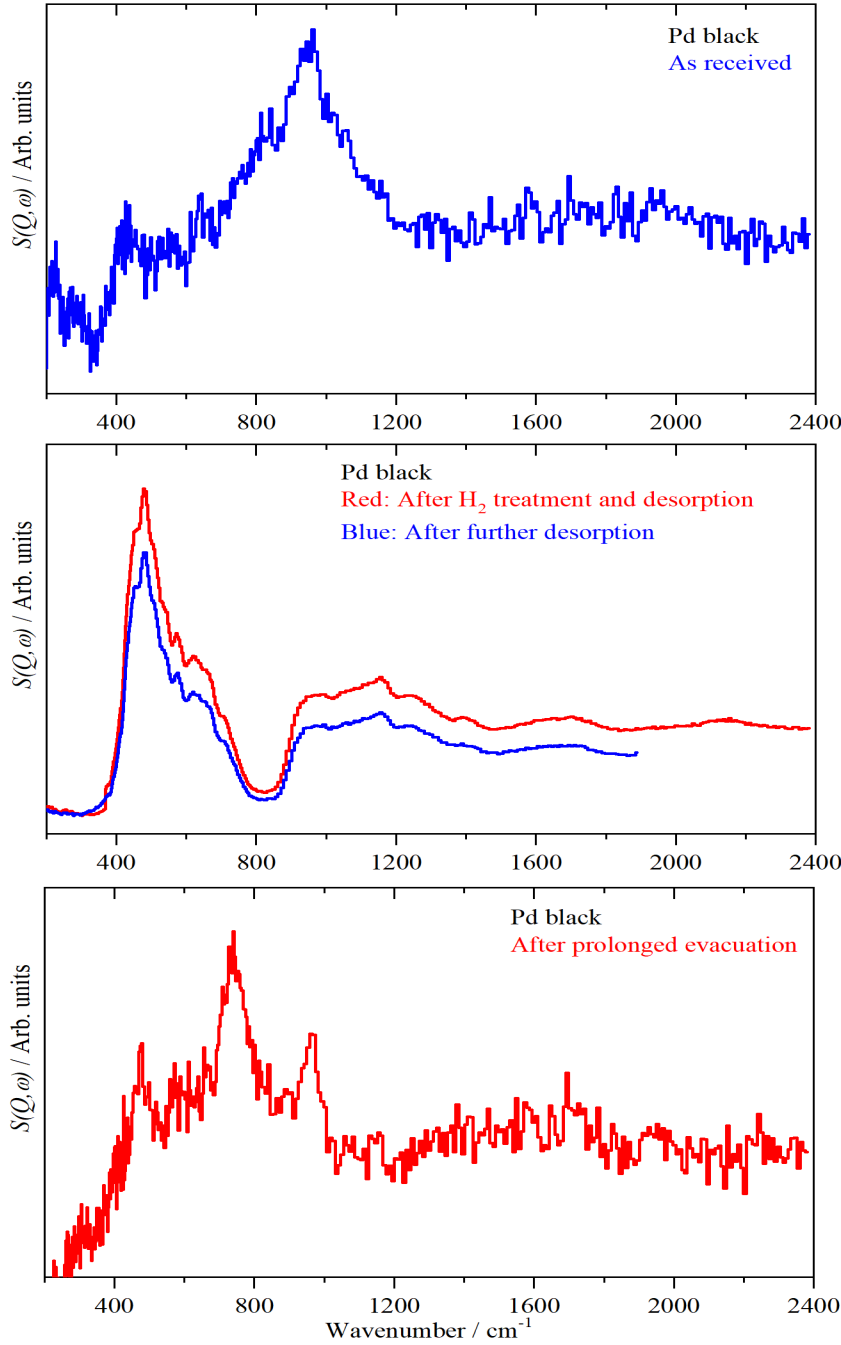 Pd black
As received
S(Q,ω) / Arb. units
400 800 1200 1600 2000 2400
Pd black
Red: After H₂ treatment and desorption
Blue: After further desorption
S(Q,ω) / Arb. units
400 800 1200 1600 2000 2400
Pd black
After prolonged evacuation
S(Q,ω) / Arb. units
400 800 1200 1600 2000 2400
Wavenumber / cm⁻¹